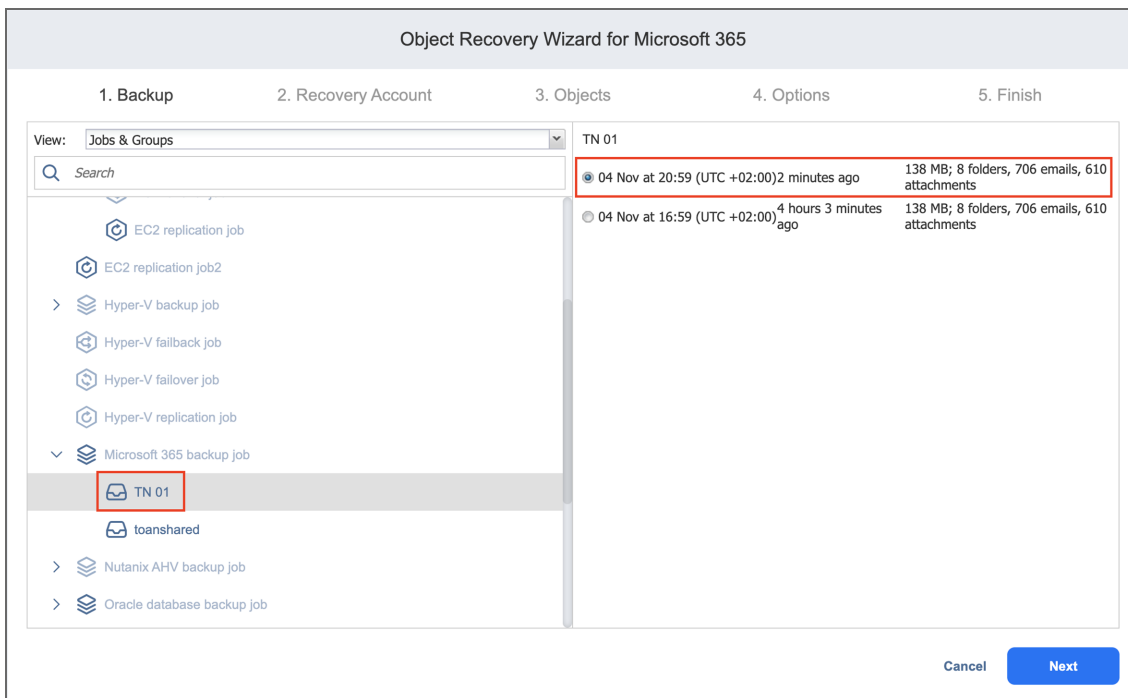 Object Recovery Wizard for Microsoft 365
1. Backup
2. Recovery Account
3. Objects
4. Options
5. Finish
View:
Jobs & Groups
Search
EC2 replication job
EC2 replication job2
Hyper-V backup job
Hyper-V failback job
Hyper-V failover job
Hyper-V replication job
Microsoft 365 backup job
TN 01
toanshared
Nutanix AHV backup job
Oracle database backup job
TN 01
04 Nov at 20:59 (UTC +02:00)
2 minutes ago
138 MB; 8 folders, 706 emails, 610
attachments
04 Nov at 16:59 (UTC +02:00)
4 hours 3 minutes
ago
138 MB; 8 folders, 706 emails, 610
attachments
Cancel
Next